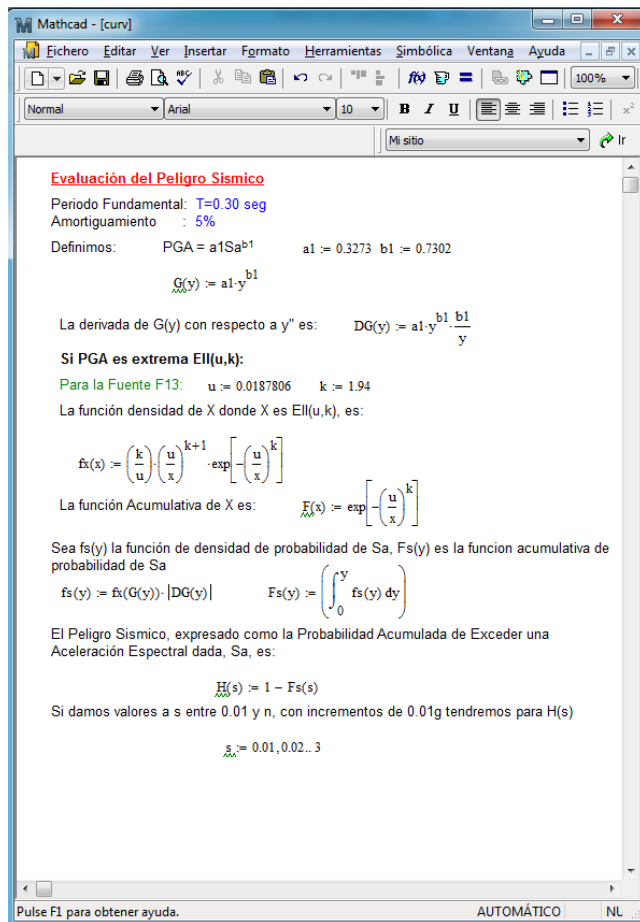 Mathcad - [curv]
Fichero Editar Ver Insertar Formato Herramientas Simbólica Ventana Ayuda
100%
Normal Arial 10 B I U
Mi sitio Ir
Evaluación del Peligro Sismico
Periodo Fundamental: T=0.30 seg
Amortiguamiento : 5%
Definimos: PGA = a1Sa^b1 a1 := 0.3273 b1 := 0.7302
G(y) := a1·y^b1
La derivada de G(y) con respecto a y" es: DG(y) := a1·y^b1·b1/y
Si PGA es extrema EII(u,k):
Para la Fuente F13: u := 0.0187806 k := 1.94
La función densidad de X donde X es EII(u,k), es:
fx(x) := (k/u)·(u/x)^(k+1)·exp[-(u/x)^k]
La función Acumulativa de X es: F(x) := exp[-(u/x)^k]
Sea fs(y) la función de densidad de probabilidad de Sa, Fs(y) es la funcion acumulativa de
probabilidad de Sa
fs(y) := fx(G(y))·|DG(y)| Fs(y) := (∫_0^y fs(y) dy)
El Peligro Sismico, expresado como la Probabilidad Acumulada de Exceder una
Aceleración Espectral dada, Sa, es:
H(s) := 1 − Fs(s)
Si damos valores a s entre 0.01 y n, con incrementos de 0.01g tendremos para H(s)
s := 0.01, 0.02.. 3
Pulse F1 para obtener ayuda. AUTOMÁTICO NU